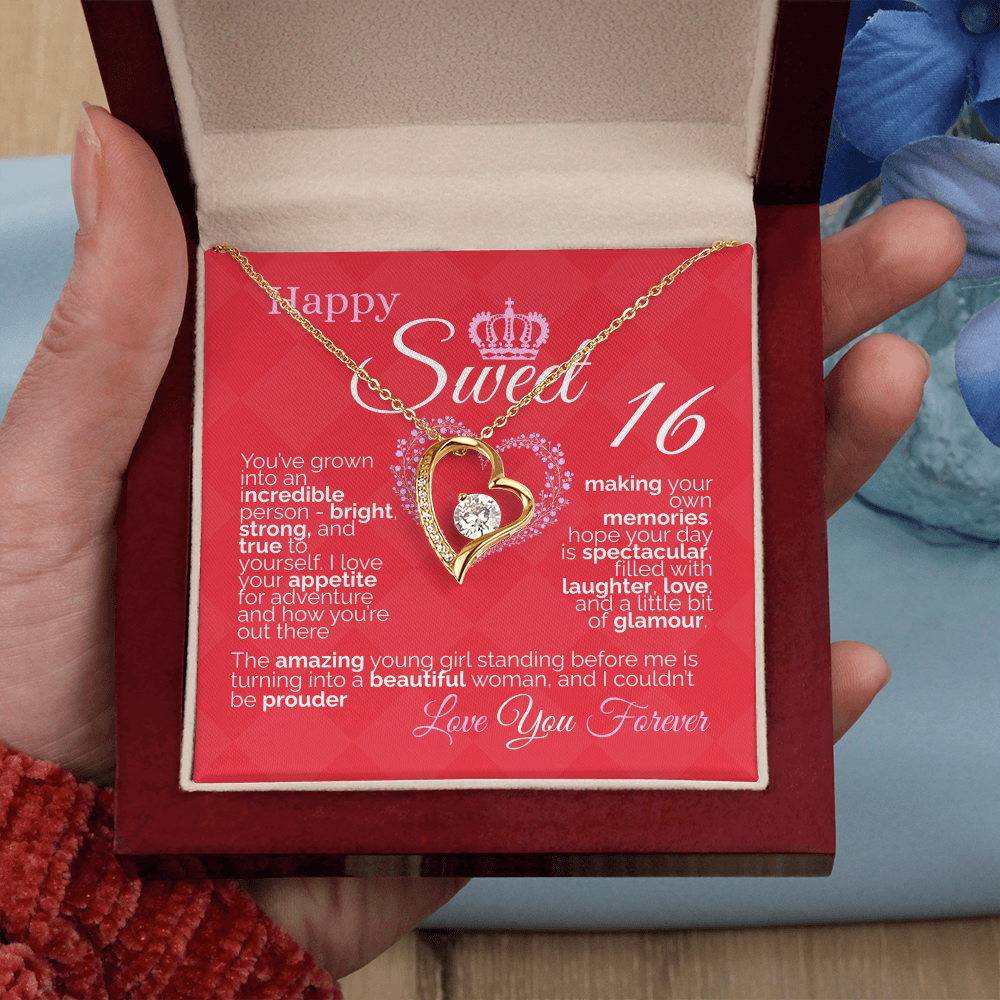 Happy
Sweet
16
You've grown
into an
incredible
person - bright,
strong, and
true to
yourself. I love
your appetite
for adventure
and how you're
out there
making your
own
memories.
hope your day
is spectacular,
filled with
laughter, love,
and a little bit
of glamour.
The amazing young girl standing before me is
turning into a beautiful woman, and I couldn't
be prouder
Love You Forever